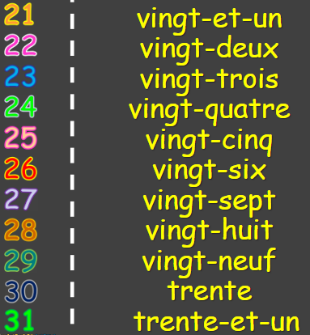 21 vingt-et-un
22 vingt-deux
23 vingt-trois
24 vingt-quatre
25 vingt-cinq
26 vingt-six
27 vingt-sept
28 vingt-huit
29 vingt-neuf
30 trente
31 trente-et-un